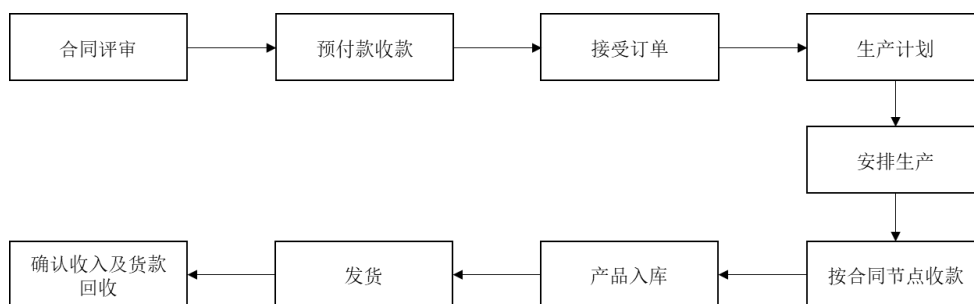 合同评审
预付款收款
接受订单
生产计划
安排生产
按合同节点收款
产品入库
发货
确认收入及货款
回收